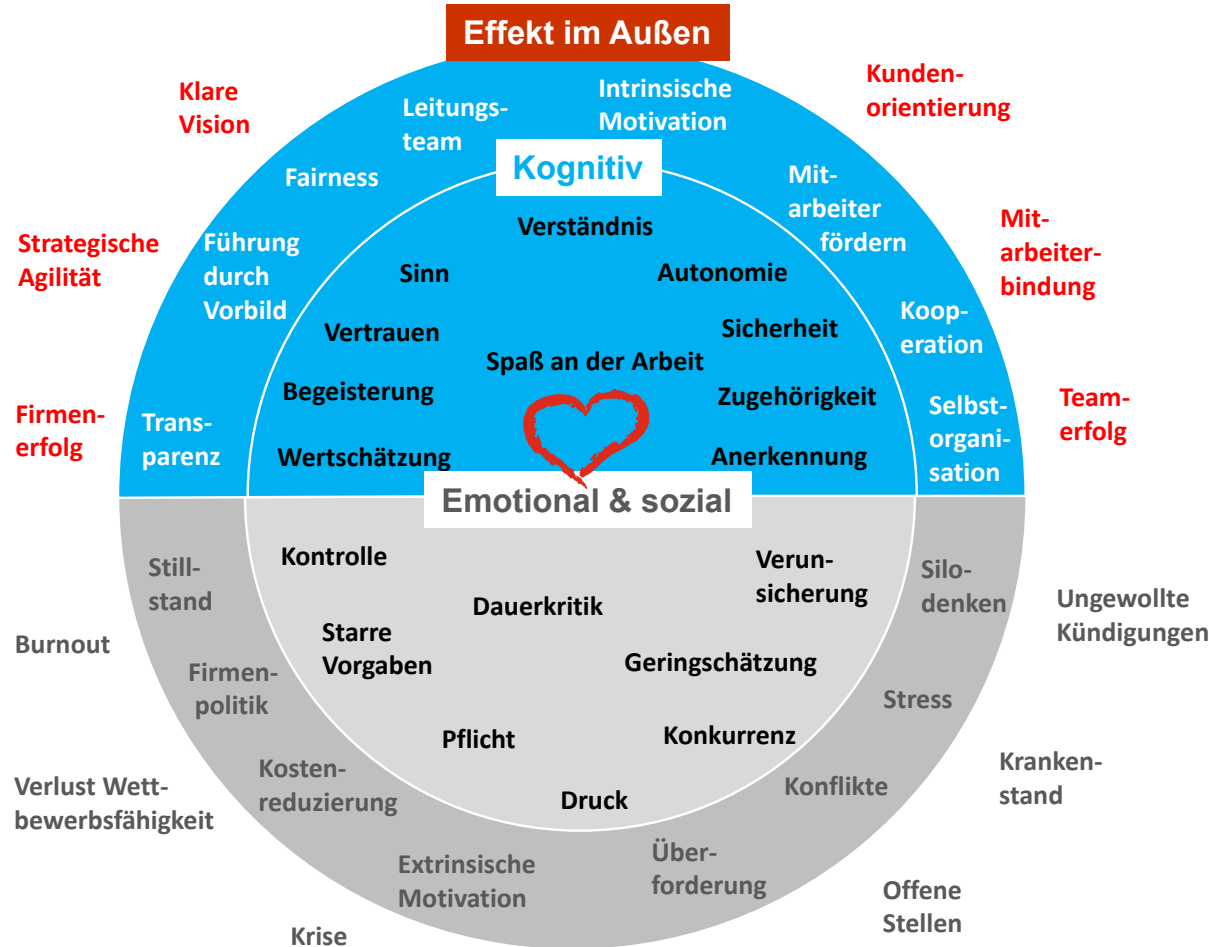 Effekt im Außen
Klare
Vision
Leitungs-
team
Intrinsische
Motivation
Kunden-
orientierung
Fairness
Kognitiv
Mit-
arbeiter
fördern
Strategische
Agilität
Führung
durch
Vorbild
Verständnis
Sinn
Autonomie
Mit-
arbeiter-
bindung
Vertrauen
Sicherheit
Koop-
eration
Spaß an der Arbeit
Begeisterung
Zugehörigkeit
Firmen-
erfolg
Trans-
parenz
Wertschätzung
Anerkennung
Selbst-
organi-
sation
Team-
erfolg
Emotional & sozial
Still-
stand
Kontrolle
Dauerkritik
Verun-
sicherung
Silo-
denken
Ungewollte
Kündigungen
Burnout
Starre
Vorgaben
Geringschätzung
Firmen-
politik
Stress
Pflicht
Konkurrenz
Verlust Wett-
bewerbsfähigkeit
Kosten-
reduzierung
Druck
Konflikte
Kranken-
stand
Extrinsische
Motivation
Über-
forderung
Offene
Stellen
Krise